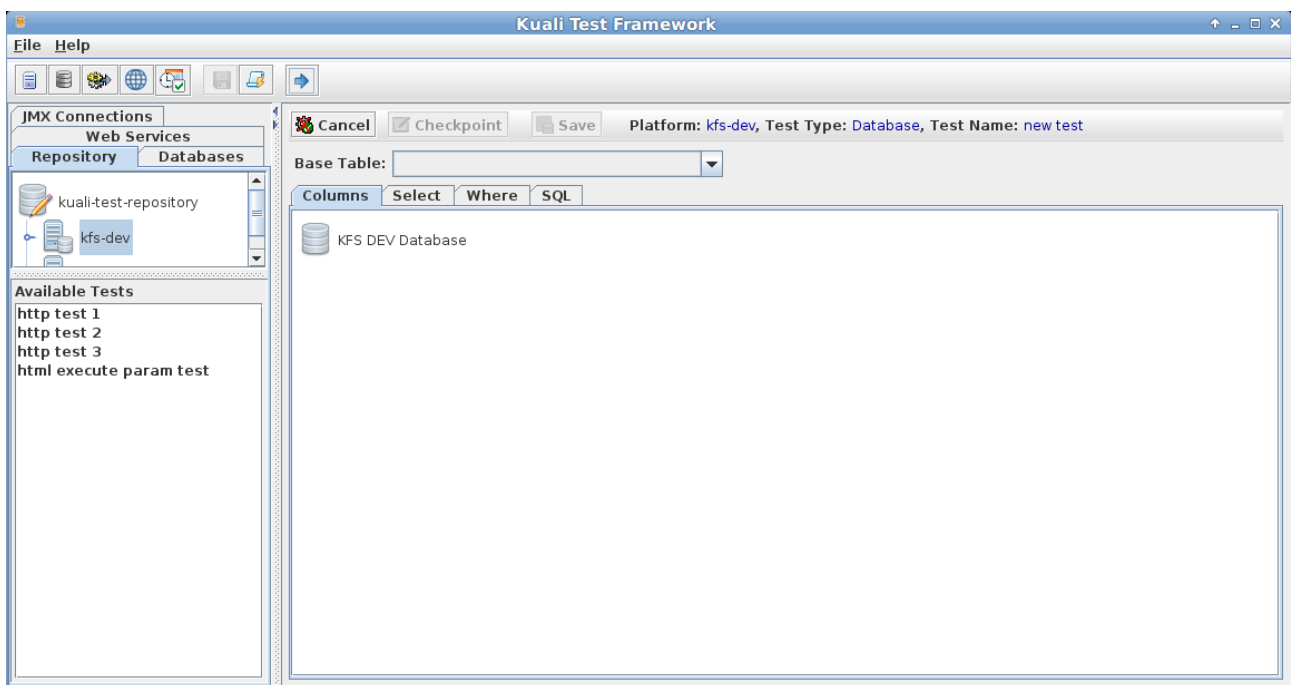 Kuali Test Framework
File Help
JMX Connections
Web Services
Repository Databases
kuali-test-repository
kfs-dev
Available Tests
http test 1
http test 2
http test 3
html execute param test
Cancel Checkpoint Save Platform: kfs-dev, Test Type: Database, Test Name: new test
Base Table:
Columns Select Where SQL
KFS DEV Database